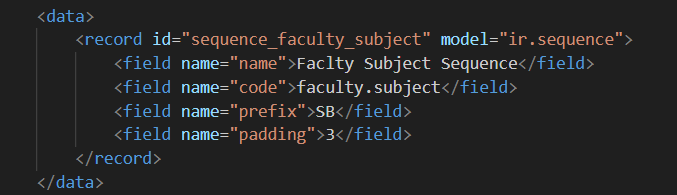 <data>
<record id="sequence_faculty_subject" model="ir.sequence">
<field name="name">Faclty Subject Sequence</field>
<field name="code">faculty.subject</field>
<field name="prefix">SB</field>
<field name="padding">3</field>
</record>
</data>